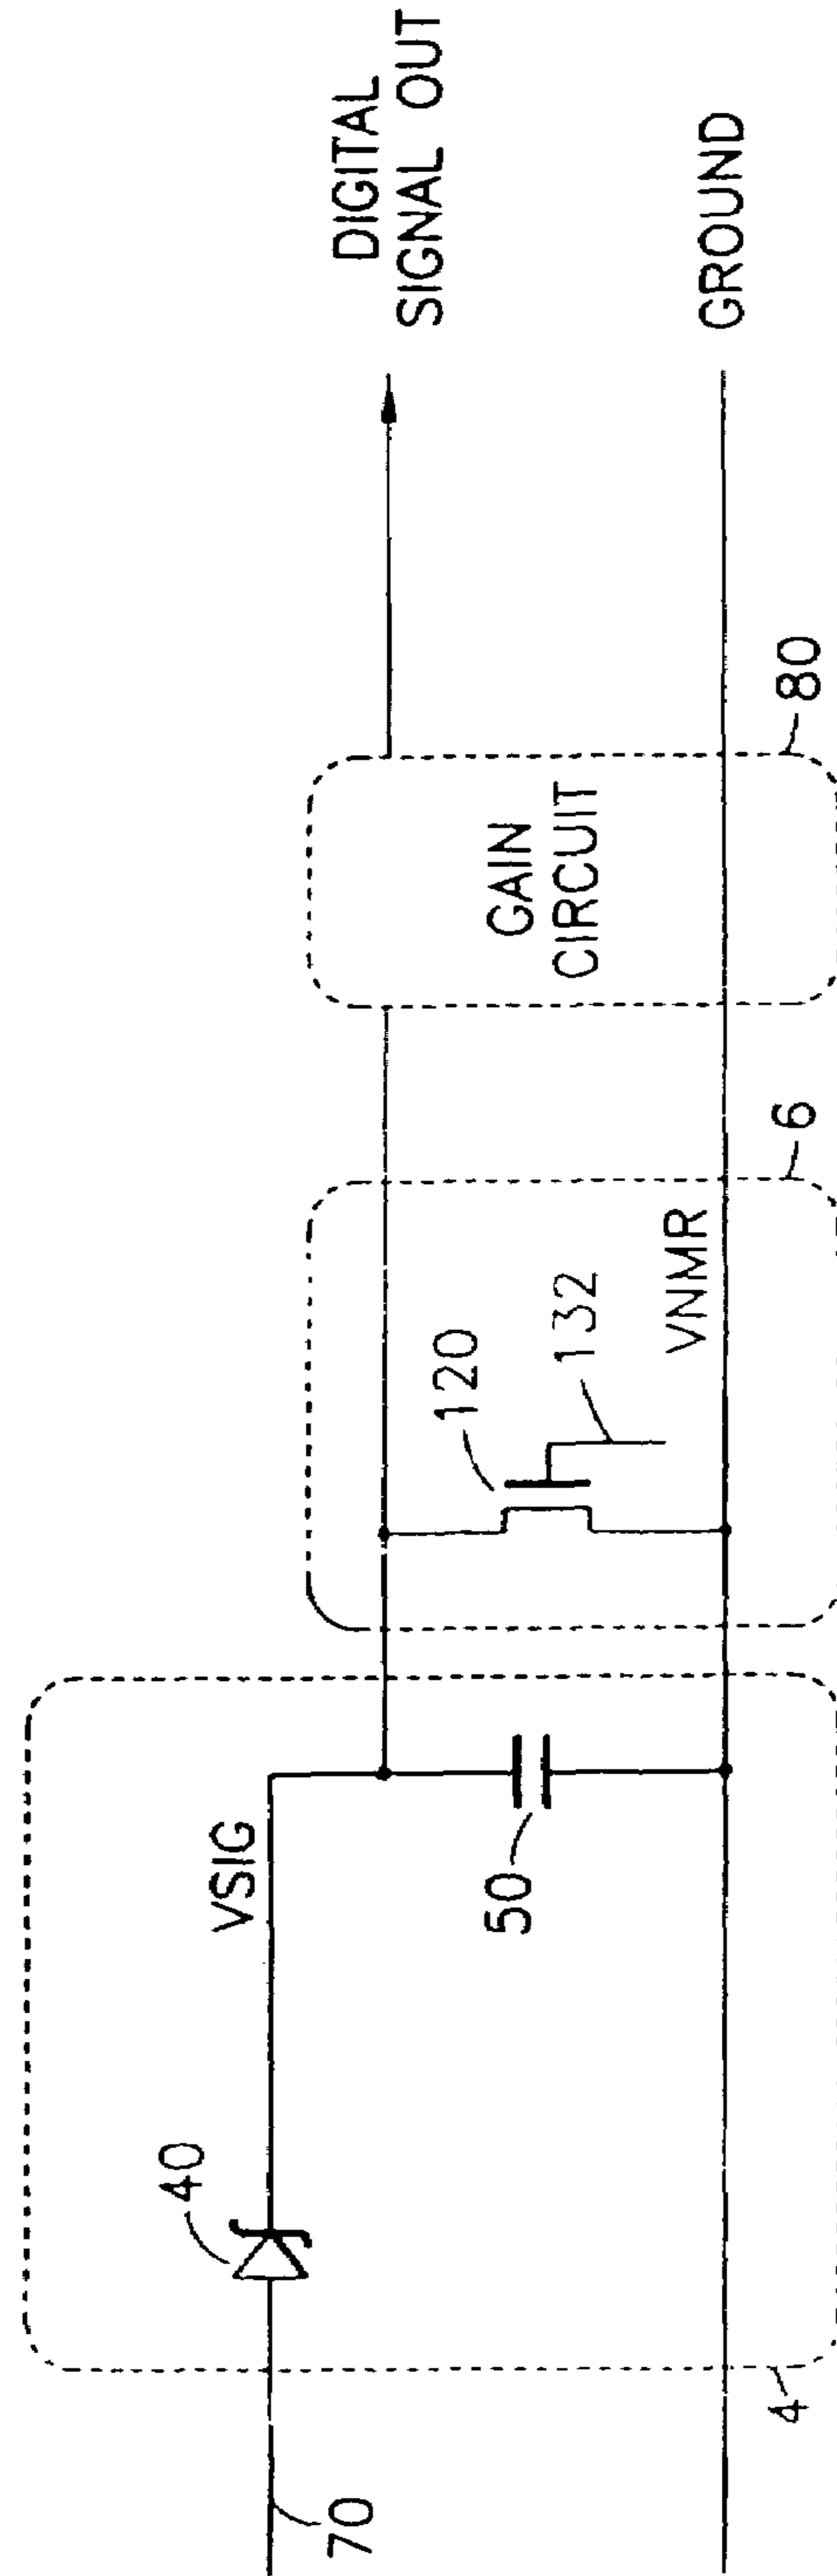 70
40
VSIG
50
4
120
132
VNMR
6
GAIN
CIRCUIT
80
DIGITAL
SIGNAL OUT
GROUND